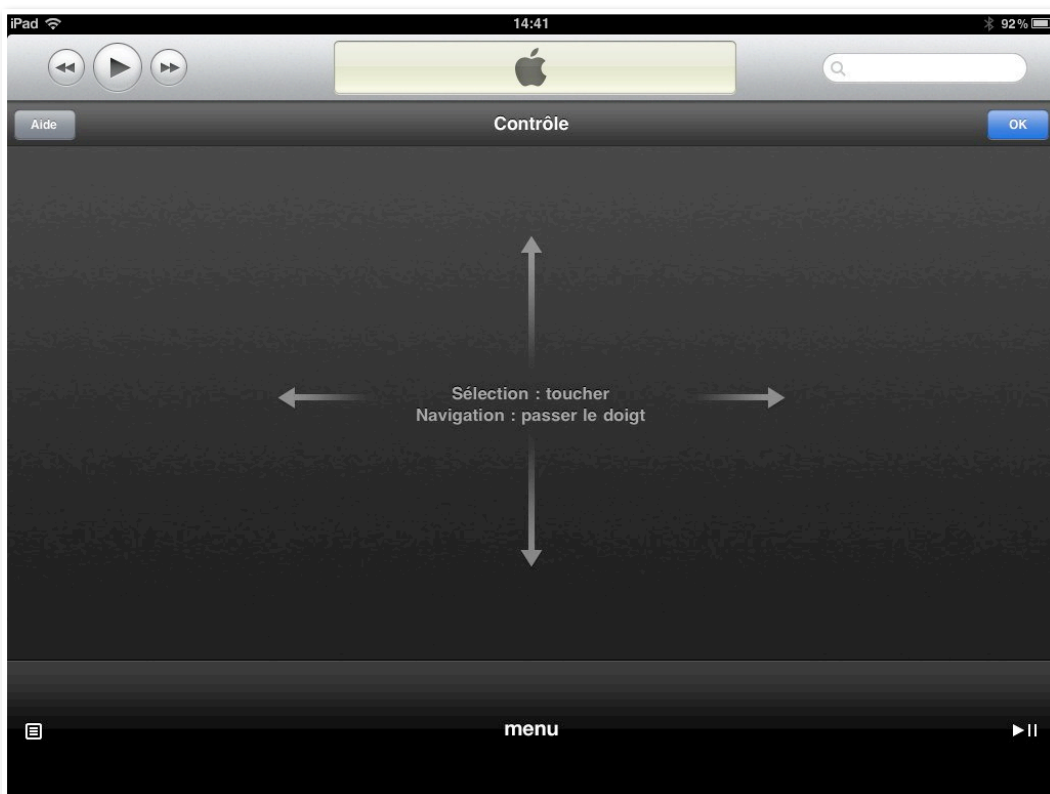 iPad 14:41 92%
Aide Contrôle OK
Sélection : toucher
Navigation : passer le doigt
menu